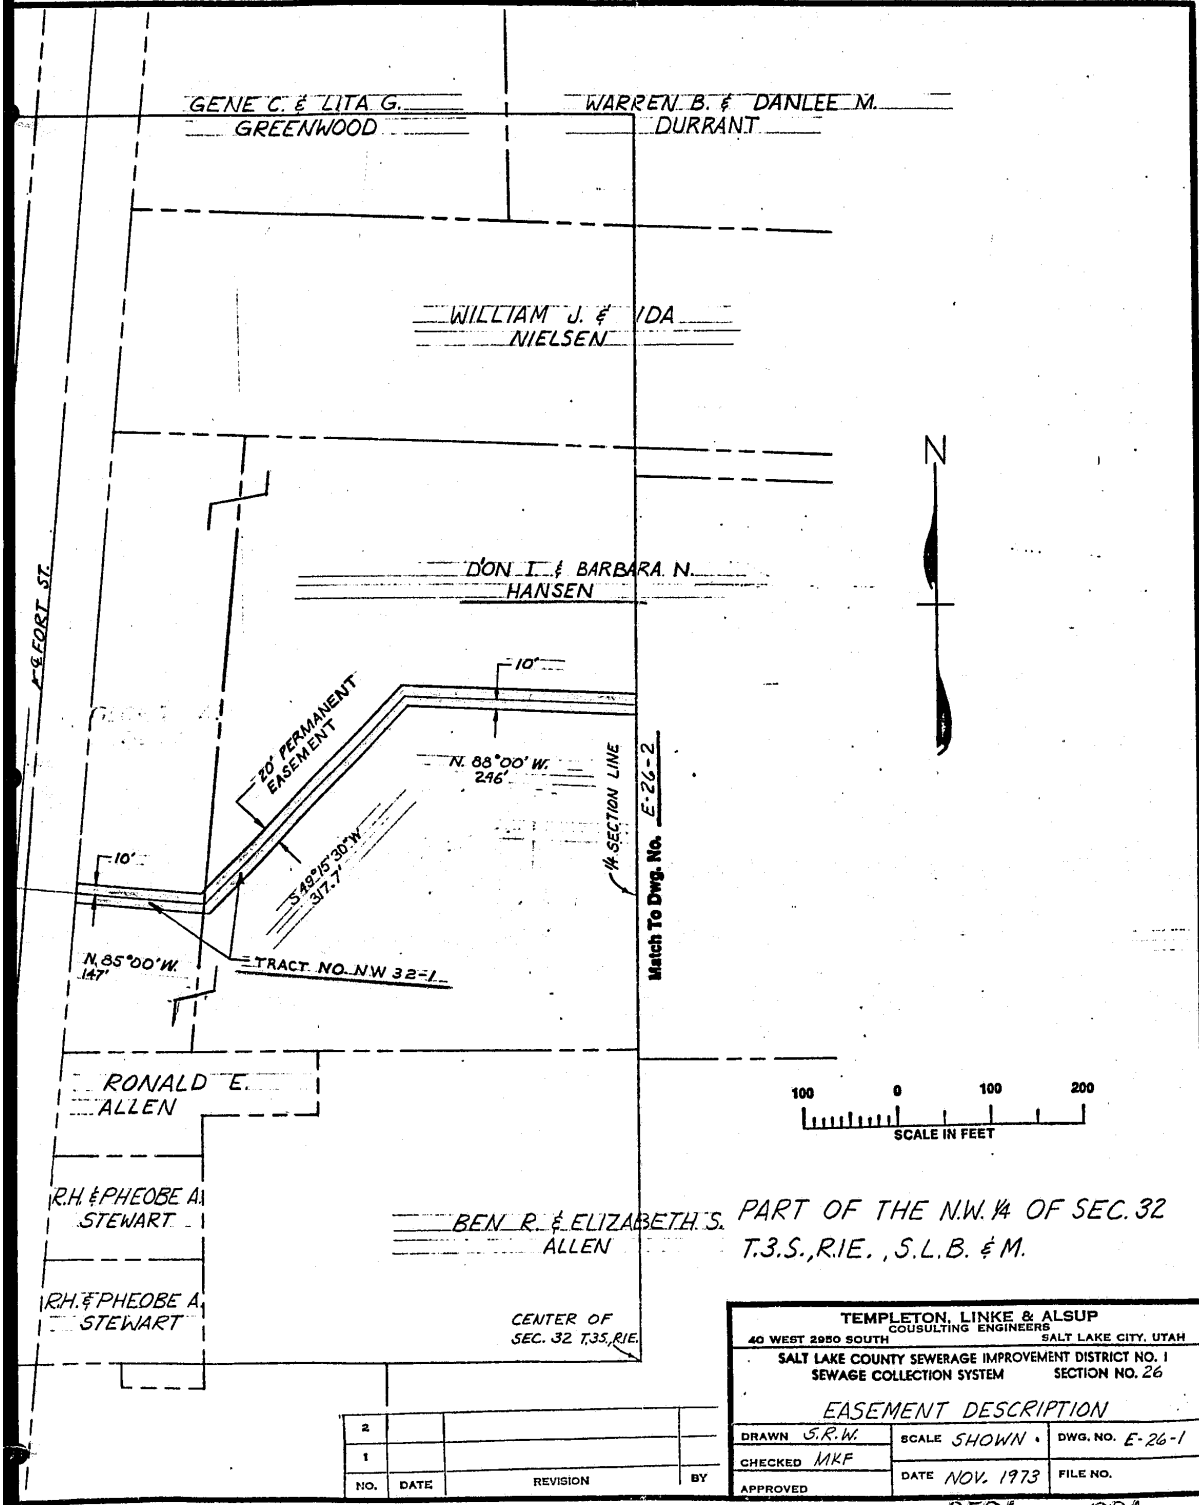 GENE C. & LITA G.
GREENWOOD
WARREN B. & DANLEE M.
DURRANT
WILLIAM J. & IDA
NIELSEN
N
DON I. & BARBARA N.
HANSEN
℄ FORT ST.
10'
20' PERMANENT
EASEMENT
N. 88°00' W.
246'
¼ SECTION LINE
Match To Dwg. No. E-26-2
10'
S 49°15'30" W
317.7'
N. 85°00' W.
147'
TRACT NO. NW 32-1
RONALD E.
ALLEN
100 0 100 200
SCALE IN FEET
R.H. & PHEOBE A.
STEWART
BEN R. & ELIZABETH S.
ALLEN
PART OF THE N.W. ¼ OF SEC. 32
T.3.S., R.1E. , S.L.B. & M.
R.H. & PHEOBE A.
STEWART
CENTER OF
SEC. 32 T.3S., R1E.
TEMPLETON, LINKE & ALSUP
COUSULTING ENGINEERS
40 WEST 2950 SOUTH SALT LAKE CITY, UTAH
SALT LAKE COUNTY SEWERAGE IMPROVEMENT DISTRICT NO. 1
SEWAGE COLLECTION SYSTEM SECTION NO. 26
EASEMENT DESCRIPTION
DRAWN S.R.W.
SCALE SHOWN
DWG. NO. E-26-1
CHECKED MKF
DATE NOV. 1973
FILE NO.
APPROVED
2
1
NO. DATE REVISION BY